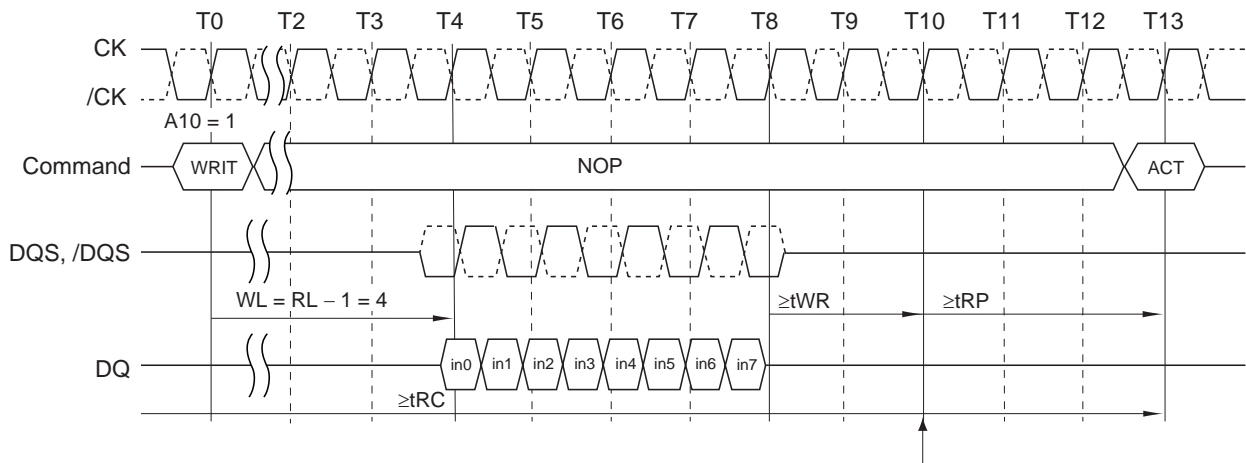 T0 T2 T3 T4 T5 T6 T7 T8 T9 T10 T11 T12 T13
CK
/CK
A10 = 1
Command WRIT NOP ACT
DQS, /DQS
WL = RL − 1 = 4 ≥tWR ≥tRP
DQ in0 in1 in2 in3 in4 in5 in6 in7
≥tRC